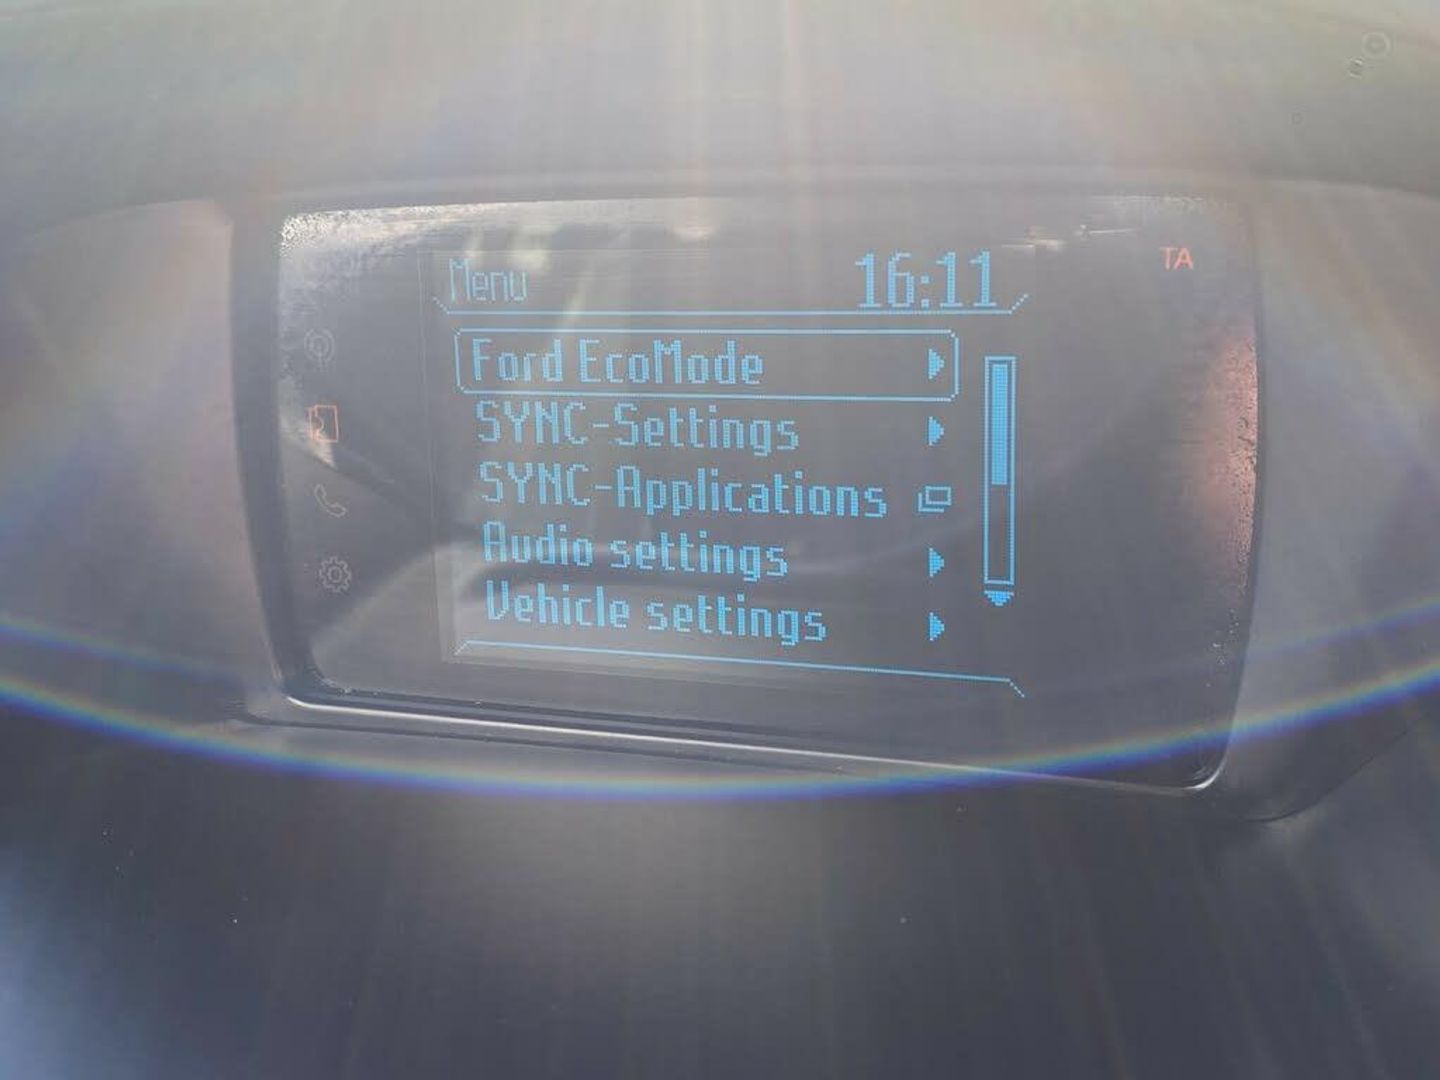 Menu 16:11 TA
Ford EcoMode
SYNC-Settings
SYNC-Applications
Audio settings
Vehicle settings